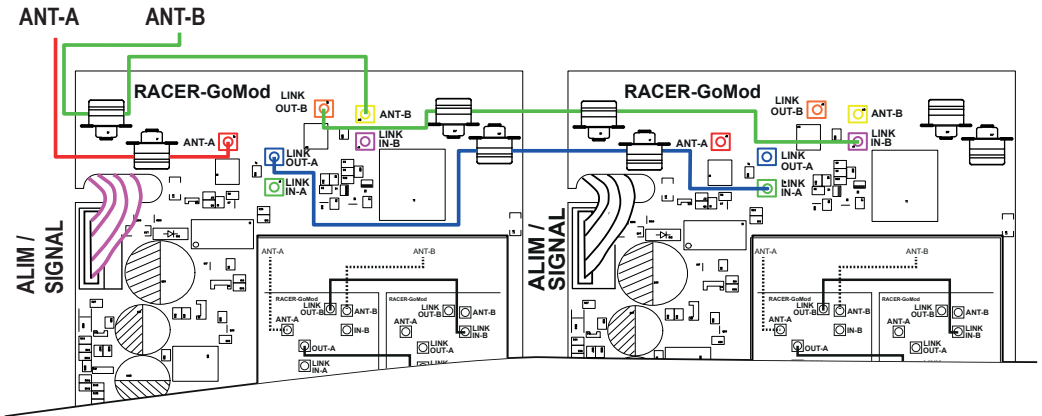 ANT-A
ANT-B
RACER-GoMod
LINK
OUT-B
ANT-B
ANT-A
LINK
IN-B
LINK
OUT-A
LINK
IN-A
ALIM /
SIGNAL
ANT-A
ANT-B
RACER-GoMod
LINK
OUT-B
ANT-B
ANT-A
IN-B
OUT-A
LINK
IN-A
RACER-GoMod
LINK
OUT-B
ANT-B
ANT-A
LINK
IN-B
LINK
OUT-A
RACER-GoMod
LINK
OUT-B
ANT-B
LINK
IN-B
LINK
OUT-A
LINK
IN-A
ALIM /
SIGNAL
ANT-A
ANT-B
RACER-GoMod
LINK
OUT-B
ANT-B
ANT-A
IN-B
OUT-A
LINK
IN-A
RACER-GoMod
LINK
OUT-B
ANT-B
ANT-A
LINK
IN-B
LINK
OUT-A